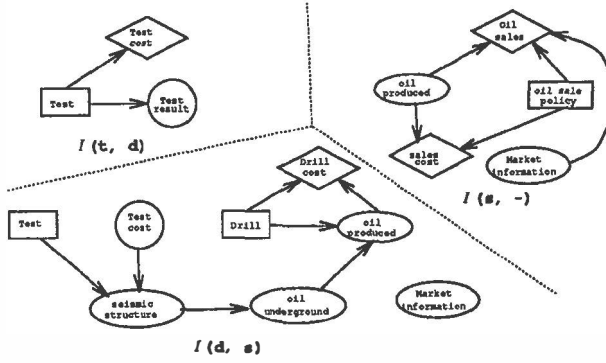 Test
cost
Test
Test
result
I(t, d)
Oil
sales
oil
produced
oil sale
policy
sales
cost
Market
information
I(s, -)
Drill
cost
Test
Test
cost
Drill
oil
produced
seismic
structure
oil
underground
Market
information
I(d, s)